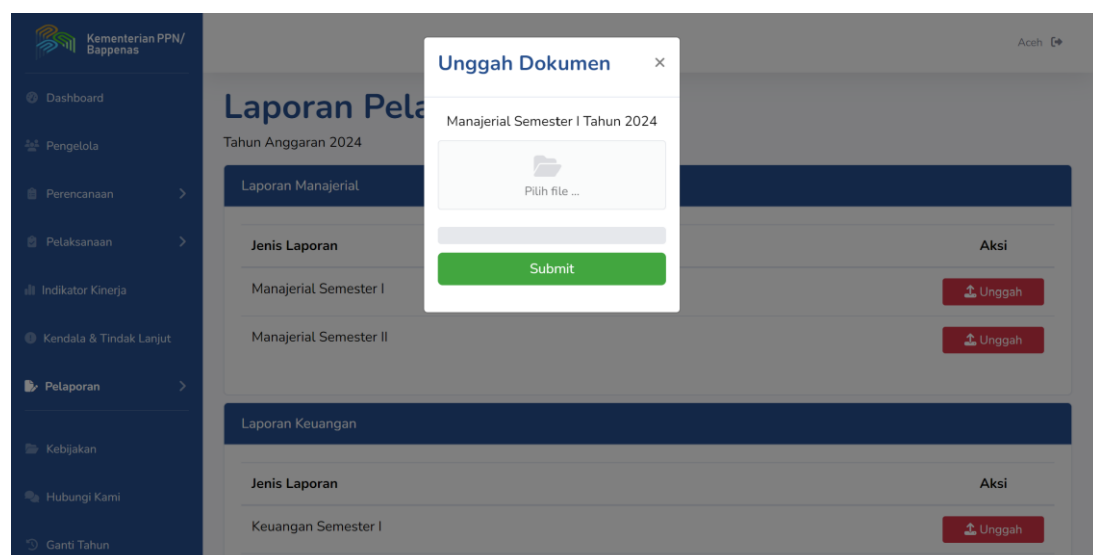 Kementerian PPN/
Bappenas
Dashboard
Pengelola
Perencanaan
Pelaksanaan
Indikator Kinerja
Kendala & Tindak Lanjut
Pelaporan
Kebijakan
Hubungi Kami
Ganti Tahun
Aceh
Laporan Pela
Tahun Anggaran 2024
Unggah Dokumen ×
Manajerial Semester I Tahun 2024
Pilih file ...
Submit
Laporan Manajerial
Jenis Laporan Aksi
Manajerial Semester I Unggah
Manajerial Semester II Unggah
Laporan Keuangan
Jenis Laporan Aksi
Keuangan Semester I Unggah